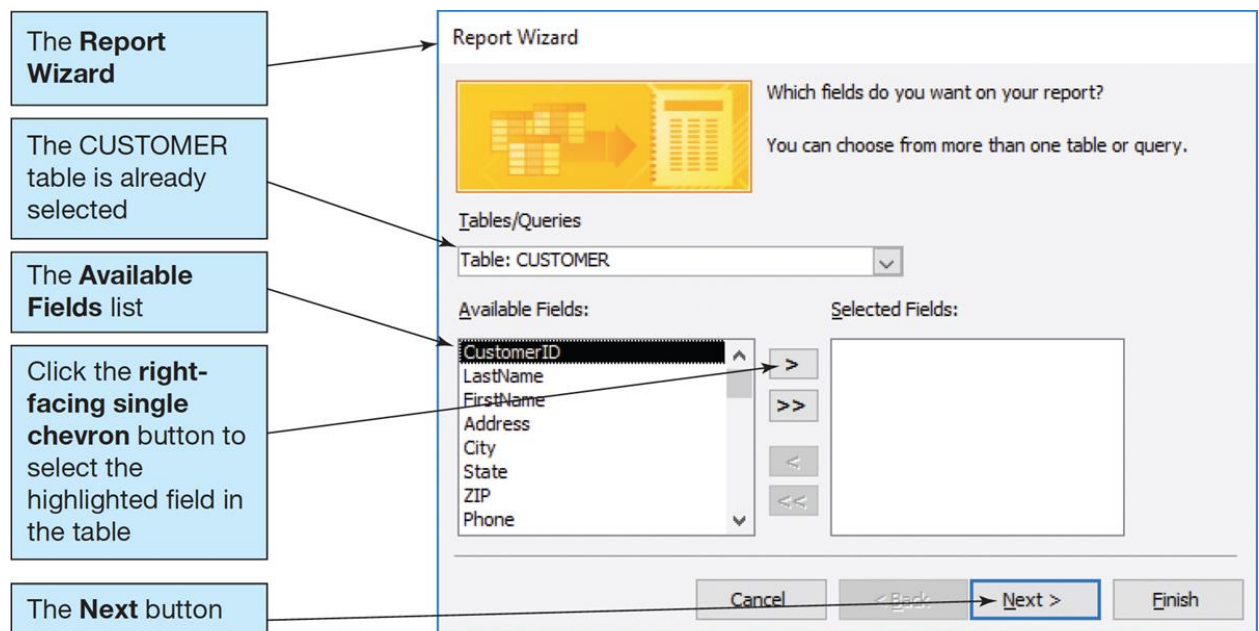 The Report
Wizard
The CUSTOMER
table is already
selected
The Available
Fields list
Click the right-
facing single
chevron button to
select the
highlighted field in
the table
The Next button
Report Wizard
Which fields do you want on your report?
You can choose from more than one table or query.
Tables/Queries
Table: CUSTOMER
Available Fields:
Selected Fields:
CustomerID
LastName
FirstName
Address
City
State
ZIP
Phone
>
>>
<
<<
Cancel
< Back
Next >
Finish